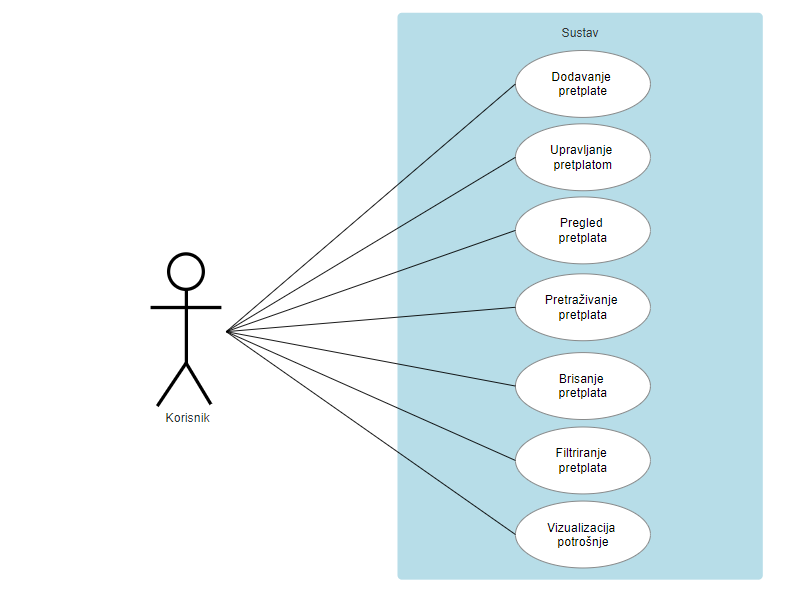 Sustav
Dodavanje
pretplate
Upravljanje
pretplatom
Pregled
pretplata
Pretraživanje
pretplata
Brisanje
pretplata
Filtriranje
pretplata
Vizualizacija
potrošnje
Korisnik